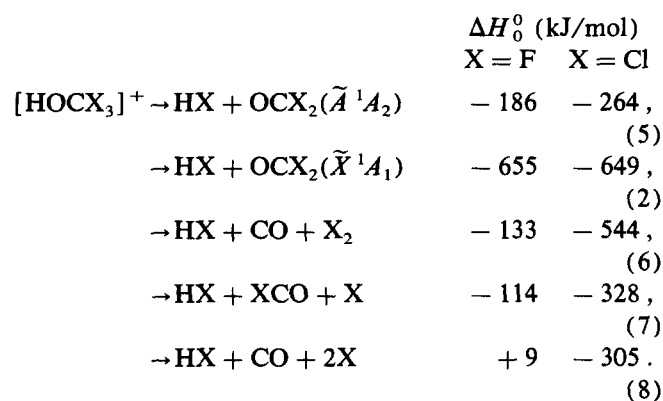 ΔH₀⁰ (kJ/mol)
X = F X = Cl
[HOCX₃]⁺→HX + OCX₂(Ã ¹A₂) − 186 − 264 ,
(5)
→HX + OCX₂(X̃ ¹A₁) − 655 − 649 ,
(2)
→HX + CO + X₂ − 133 − 544 ,
(6)
→HX + XCO + X − 114 − 328 ,
(7)
→HX + CO + 2X + 9 − 305 .
(8)